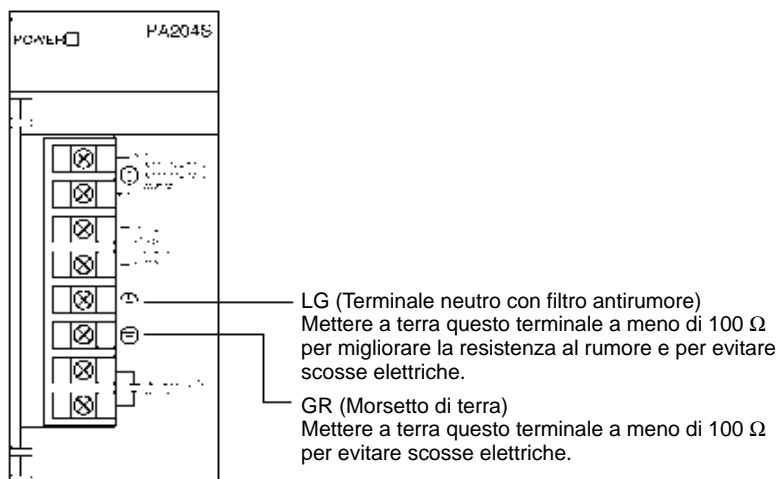 POWER
PA204S
LG (Terminale neutro con filtro antirumore)
Mettere a terra questo terminale a meno di 100 Ω
per migliorare la resistenza al rumore e per evitare
scosse elettriche.
GR (Morsetto di terra)
Mettere a terra questo terminale a meno di 100 Ω
per evitare scosse elettriche.